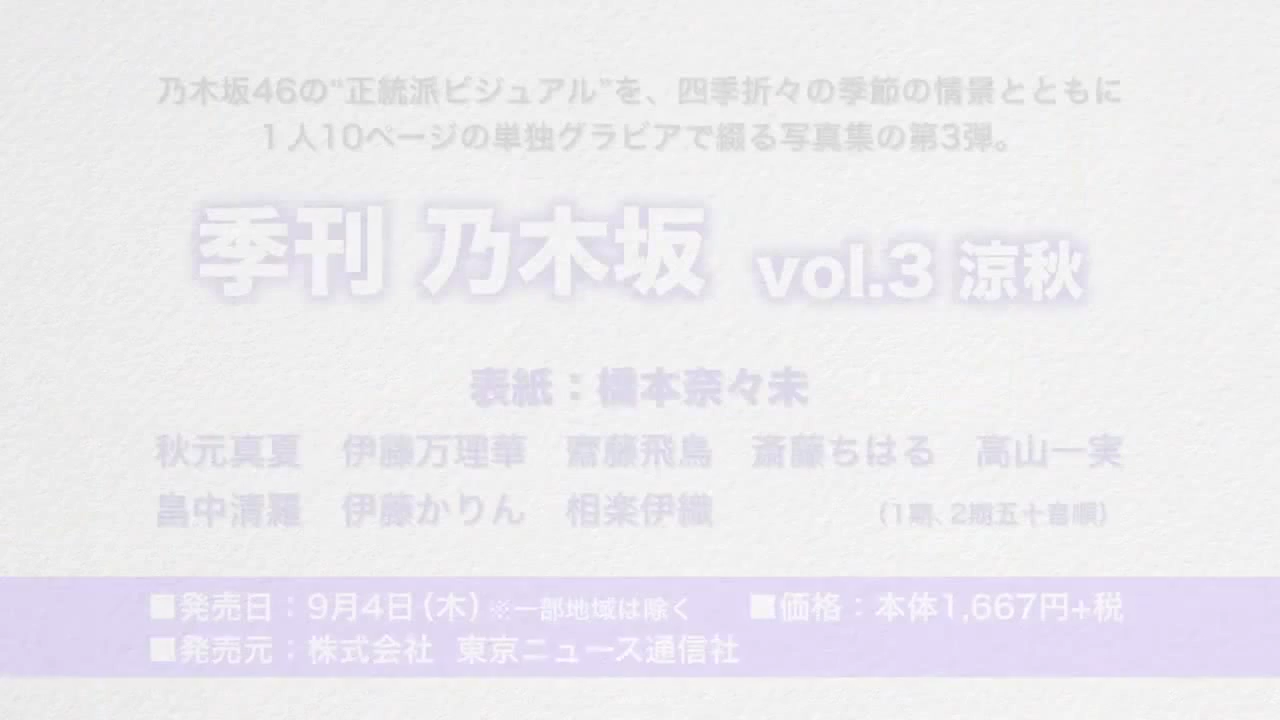 乃木坂46の“正統派ビジュアル”を、四季折々の季節の情景とともに
1人10ページの単独グラビアで綴る写真集の第3弾。
季刊 乃木坂 vol.3 涼秋
表紙：橋本奈々未
秋元真夏 伊藤万理華 齋藤飛鳥 斎藤ちはる 高山一実
畠中清羅 伊藤かりん 相楽伊織 (1期、2期五十音順)
■発売日：9月4日(木)※一部地域は除く ■価格：本体1,667円+税
■発売元：株式会社 東京ニュース通信社